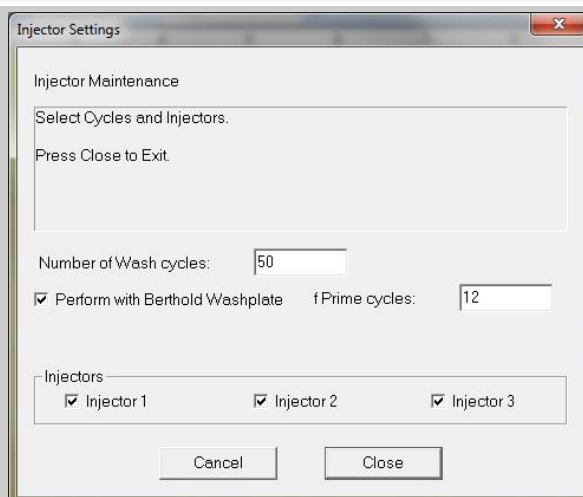 Injector Settings
Injector Maintenance
Select Cycles and Injectors.
Press Close to Exit.
Number of Wash cycles: 50
Perform with Berthold Washplate f Prime cycles: 12
Injectors
Injector 1 Injector 2 Injector 3
Cancel Close